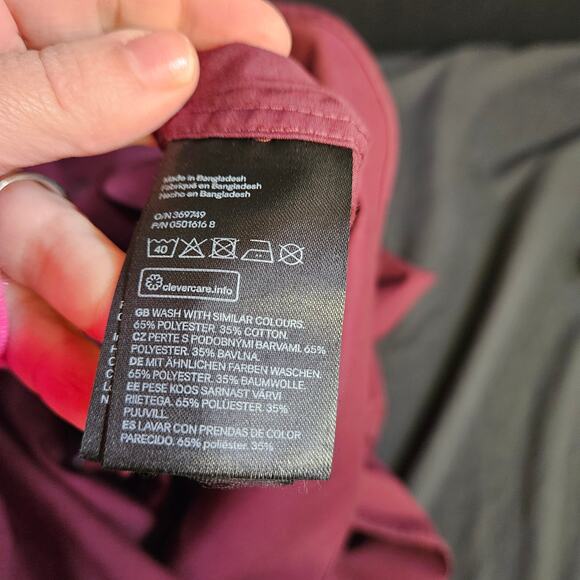 Made in Bangladesh
Fabriqué en Bangladesh
Hecho en Bangladesh
O/N 369749
P/N 0501616 8
40
clevercare.info
GB WASH WITH SIMILAR COLOURS.
65% POLYESTER. 35% COTTON.
CZ PERTE S PODOBNÝMI BARVAMI. 65%
POLYESTER. 35% BAVLNA.
DE MIT ÄHNLICHEN FARBEN WASCHEN.
65% POLYESTER. 35% BAUMWOLLE.
EE PESE KOOS SARNAST VÄRVI
RIIETEGA. 65% POLÜESTER. 35%
PUUVILL.
ES LAVAR CON PRENDAS DE COLOR
PARECIDO. 65% poliéster. 35%